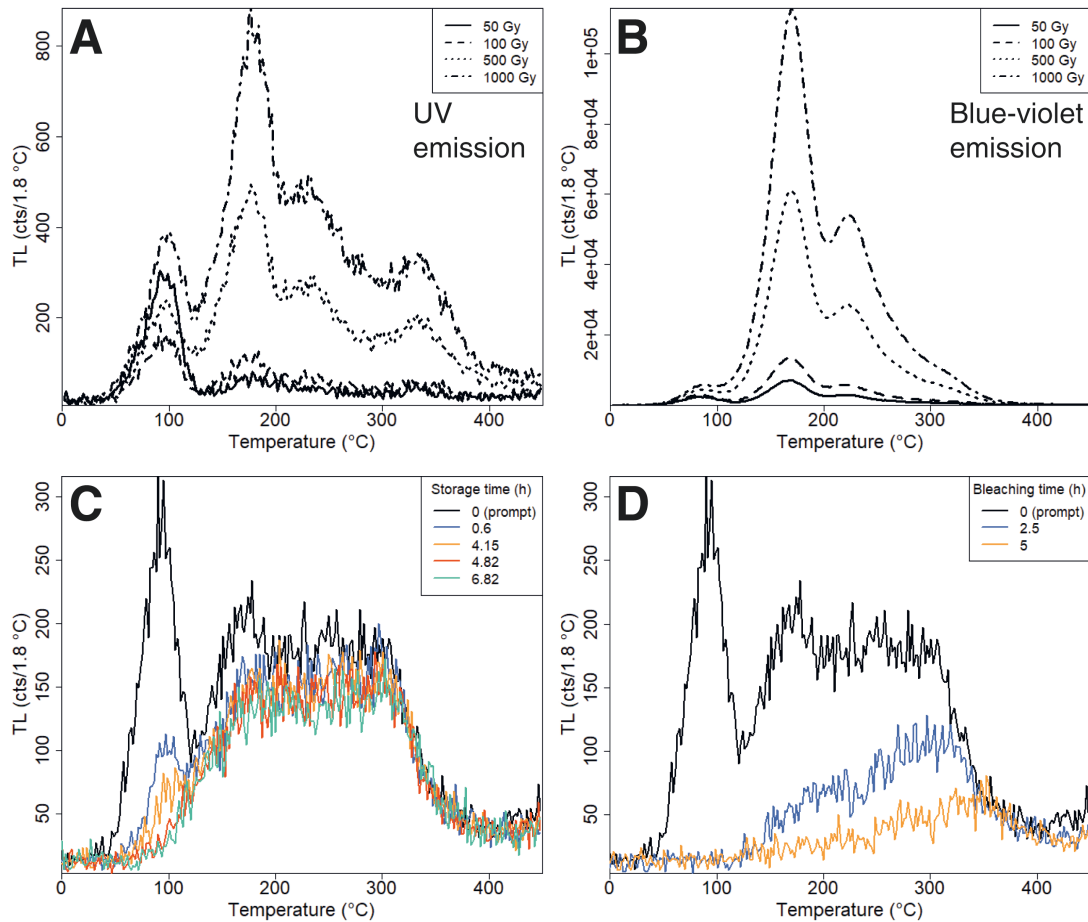 A
50 Gy
100 Gy
500 Gy
1000 Gy
UV
emission
TL (cts/1.8 °C)
200
400
600
800
0
100
200
300
400
Temperature (°C)
B
50 Gy
100 Gy
500 Gy
1000 Gy
Blue-violet
emission
TL (cts/1.8 °C)
2e+04
4e+04
6e+04
8e+04
1e+05
0
100
200
300
400
Temperature (°C)
C
Storage time (h)
0 (prompt)
0.6
4.15
4.82
6.82
TL (cts/1.8 °C)
50
100
150
200
250
300
0
100
200
300
400
Temperature (°C)
D
Bleaching time (h)
0 (prompt)
2.5
5
TL (cts/1.8 °C)
50
100
150
200
250
300
0
100
200
300
400
Temperature (°C)